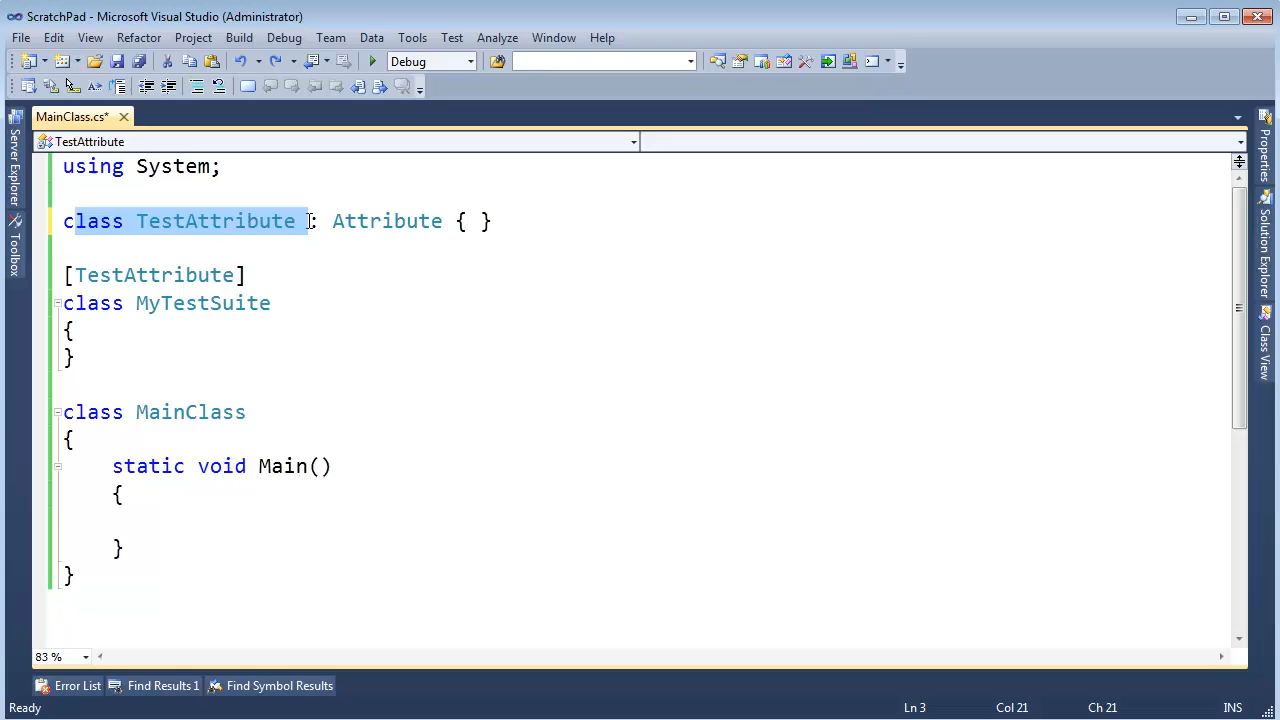 ScratchPad - Microsoft Visual Studio (Administrator)
File Edit View Refactor Project Build Debug Team Data Tools Test Analyze Window Help
Debug
MainClass.cs*
TestAttribute
using System;
class TestAttribute : Attribute { }
[TestAttribute]
class MyTestSuite
{
}
class MainClass
{
static void Main()
{
}
}
83 %
Error List Find Results 1 Find Symbol Results
Ready Ln 3 Col 21 Ch 21 INS
Server Explorer
Toolbox
Properties
Solution Explorer
Class View